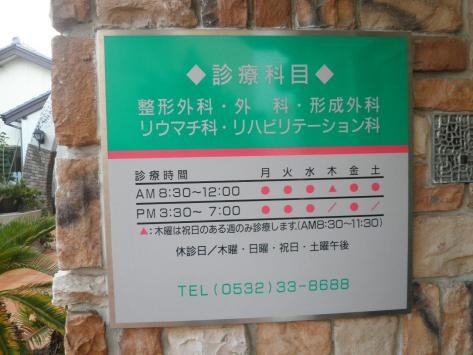 ◆診療科目◆
整形外科・外　科・形成外科
リウマチ科・リハビリテーション科
診療時間 月 火 水 木 金 土
AM8:30～12:00 ● ● ● ▲ ● ●
PM3:30～ 7:00 ● ● ● ／ ● ／
▲:木曜は祝日のある週のみ診療します。(AM8:30～11:30)
休診日／木曜・日曜・祝日・土曜午後
TEL(0532)33-8688